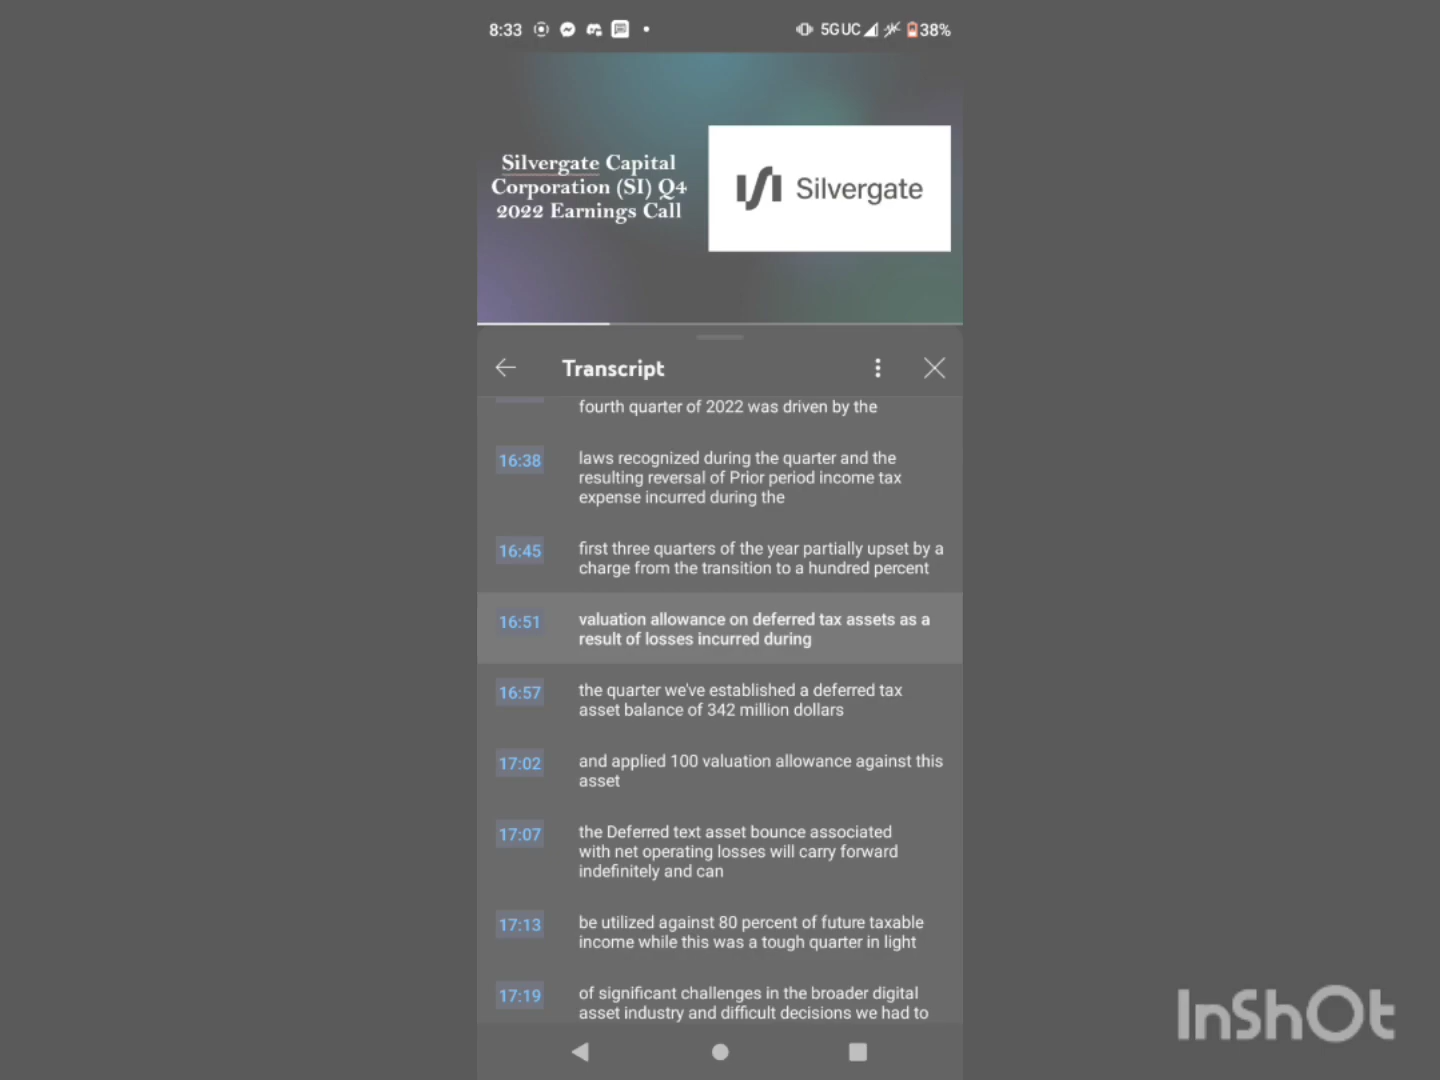 8:33
5G UC
38%
Silvergate Capital
Corporation (SI) Q4
2022 Earnings Call
Silvergate
Transcript
fourth quarter of 2022 was driven by the
16:38
laws recognized during the quarter and the
resulting reversal of Prior period income tax
expense incurred during the
16:45
first three quarters of the year partially upset by a
charge from the transition to a hundred percent
16:51
valuation allowance on deferred tax assets as a
result of losses incurred during
16:57
the quarter we've established a deferred tax
asset balance of 342 million dollars
17:02
and applied 100 valuation allowance against this
asset
17:07
the Deferred text asset bounce associated
with net operating losses will carry forward
indefinitely and can
17:13
be utilized against 80 percent of future taxable
income while this was a tough quarter in light
17:19
of significant challenges in the broader digital
asset industry and difficult decisions we had to
InShOt